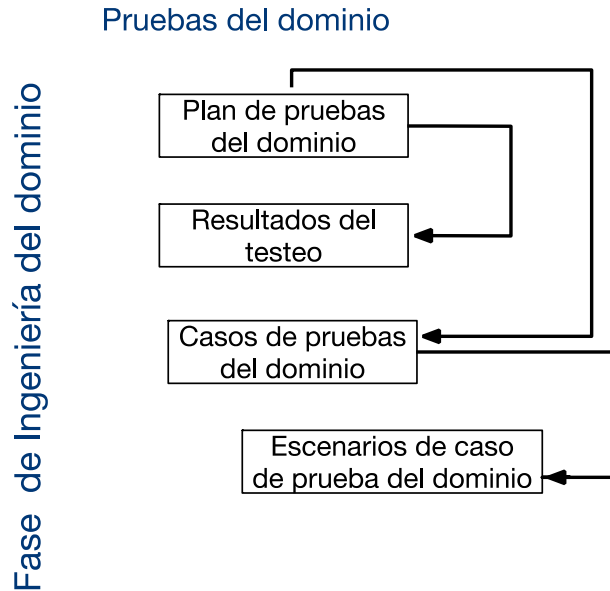 Pruebas del dominio
Fase de Ingeniería del dominio
Plan de pruebas
del dominio
Resultados del
testeo
Casos de pruebas
del dominio
Escenarios de caso
de prueba del dominio